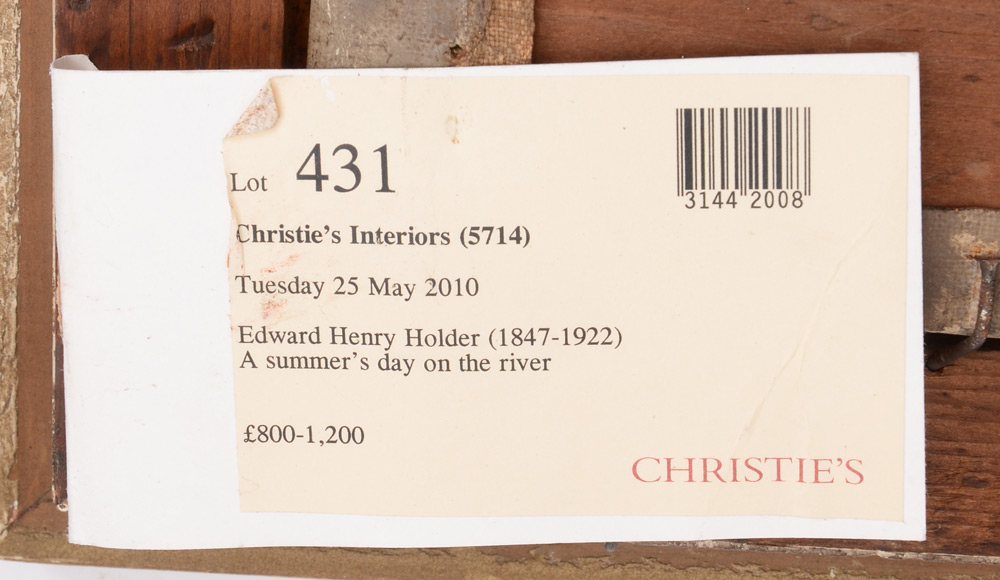 Lot 431
3144 2008
Christie's Interiors (5714)
Tuesday 25 May 2010
Edward Henry Holder (1847-1922)
A summer's day on the river
£800-1,200
CHRISTIE'S